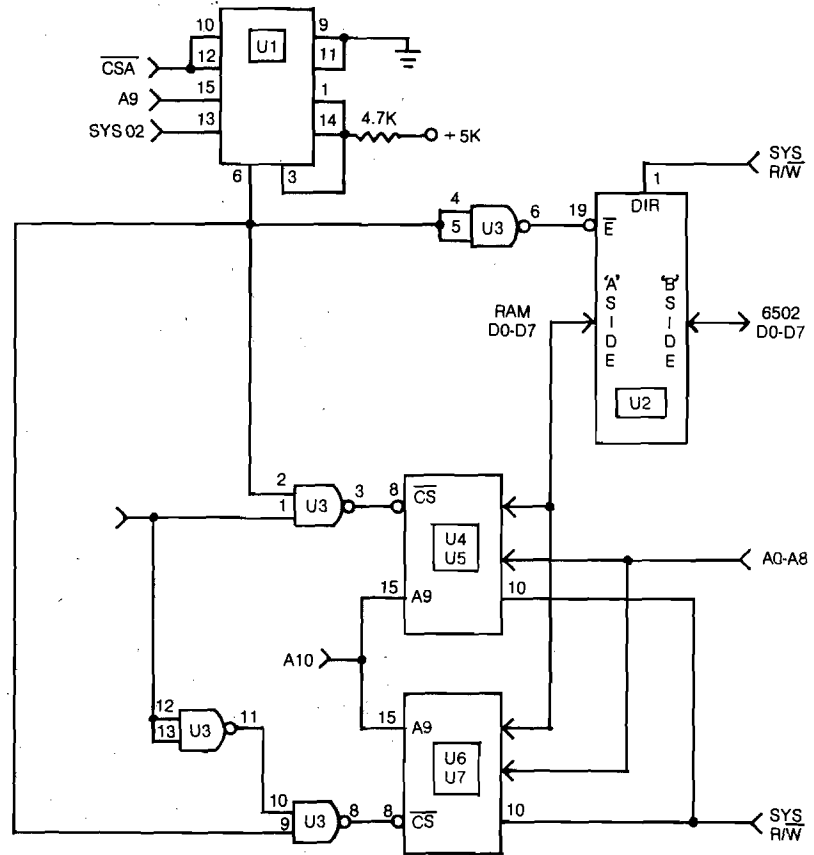 10
9
U1
12
11
CSA
A9
15
1
4.7K
SYS 02
13
14
+5K
6
3
SYS
R/W
1
DIR
4
5
U3
6
19
E
'A' SIDE
'B' SIDE
RAM
D0-D7
6502
D0-D7
U2
2
1
U3
3
8
CS
U4
U5
A0-A8
15
A9
10
A10
15
A9
12
13
U3
11
U6
U7
10
9
U3
8
8
CS
10
SYS
R/W